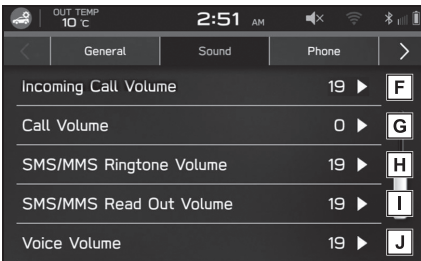 OUT TEMP
10 °C
2:51 AM
General Sound Phone
Incoming Call Volume 19 F
Call Volume 0 G
SMS/MMS Ringtone Volume 19 H
SMS/MMS Read Out Volume 19 I
Voice Volume 19 J